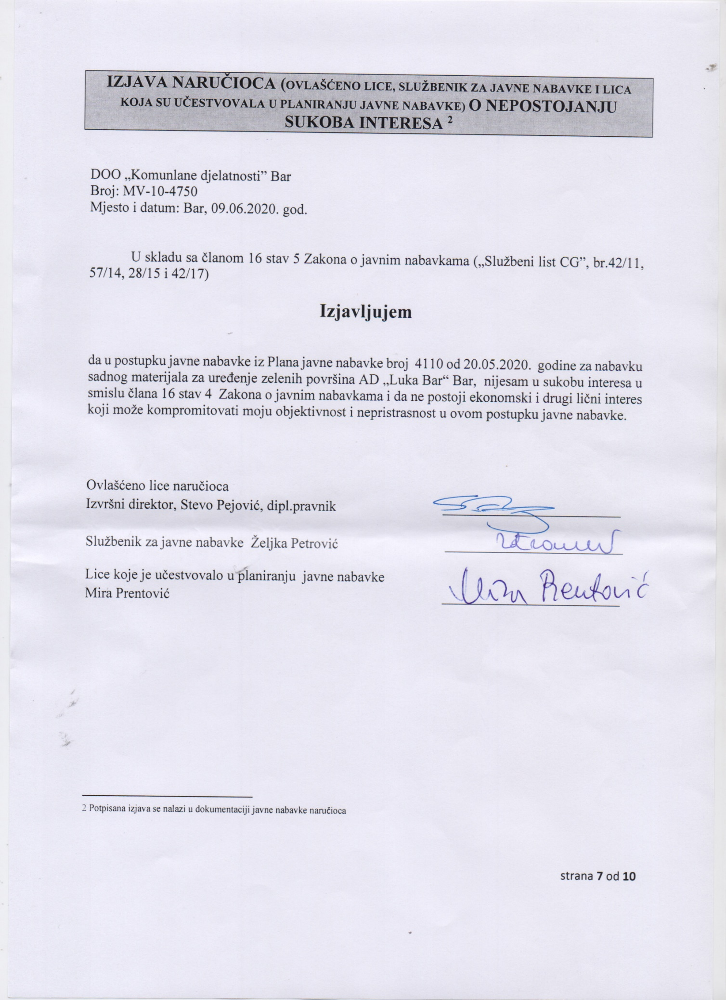 IZJAVA NARUČIOCA (OVLAŠĆENO LICE, SLUŽBENIK ZA JAVNE NABAVKE I LICA
KOJA SU UČESTVOVALA U PLANIRANJU JAVNE NABAVKE) O NEPOSTOJANJU
SUKOBA INTERESA 2
DOO „Komunlane djelatnosti” Bar
Broj: MV-10-4750
Mjesto i datum: Bar, 09.06.2020. god.
U skladu sa članom 16 stav 5 Zakona o javnim nabavkama („Službeni list CG”, br.42/11,
57/14, 28/15 i 42/17)
Izjavljujem
da u postupku javne nabavke iz Plana javne nabavke broj 4110 od 20.05.2020. godine za nabavku
sadnog materijala za uređenje zelenih površina AD „Luka Bar“ Bar, nijesam u sukobu interesa u
smislu člana 16 stav 4 Zakona o javnim nabavkama i da ne postoji ekonomski i drugi lični interes
koji može kompromitovati moju objektivnost i nepristrasnost u ovom postupku javne nabavke.
Ovlašćeno lice naručioca
Izvršni direktor, Stevo Pejović, dipl.pravnik
Službenik za javne nabavke Željka Petrović
Lice koje je učestvovalo u planiranju javne nabavke
Mira Prentović
Mira Prentović
2 Potpisana izjava se nalazi u dokumentaciji javne nabavke naručioca
strana 7 od 10